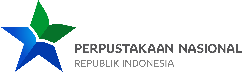 PERPUSTAKAAN NASIONAL
REPUBLIK INDONESIA